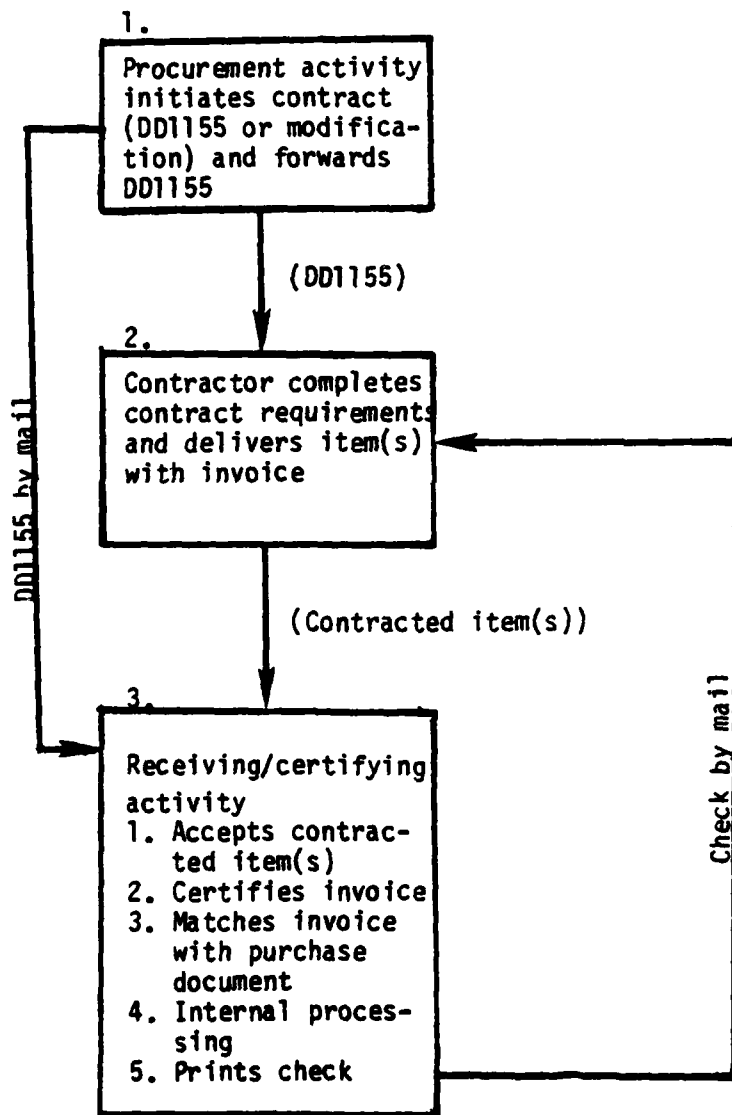 1.
Procurement activity
initiates contract
(DD1155 or modifica-
tion) and forwards
DD1155
(DD1155)
2.
Contractor completes
contract requirements
and delivers item(s)
with invoice
DD1155 by mail
(Contracted item(s))
3.
Receiving/certifying
activity
1. Accepts contrac-
ted item(s)
2. Certifies invoice
3. Matches invoice
with purchase
document
4. Internal proces-
sing
5. Prints check
Check by mail